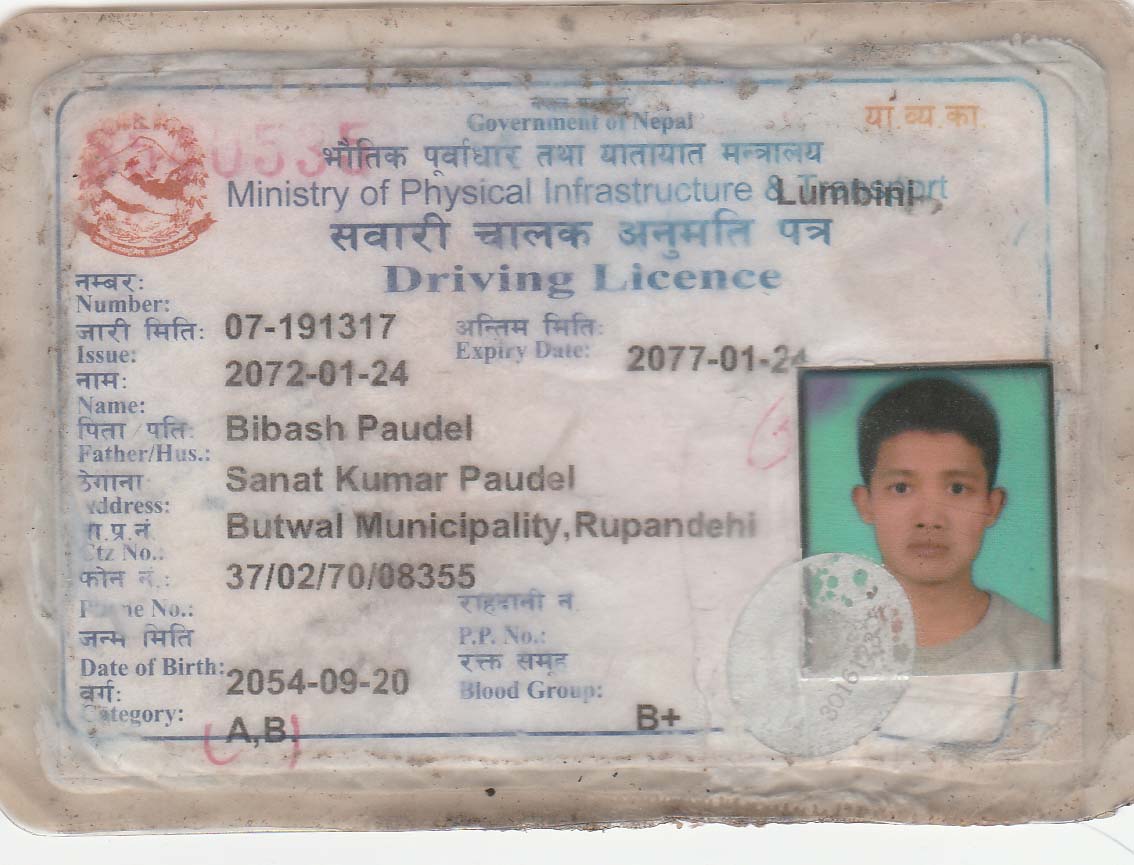 Government of Nepal
या.व्य.का.
भौतिक पूर्वाधार तथा यातायात मन्त्रालय
Ministry of Physical Infrastructure & Transport
Lumbini
सवारी चालक अनुमति पत्र
Driving Licence
नम्बर:
Number: 07-191317
जारी मिति:
Issue: 2072-01-24
अन्तिम मिति:
Expiry Date: 2077-01-24
नाम:
Name: Bibash Paudel
पिता पति:
Father/Hus.: Sanat Kumar Paudel
ठेगाना
Address: Butwal Municipality,Rupandehi
ना.प्र.नं
Ctz No.: 37/02/70/08355
फोन नं.:
Phone No.:
राहदानी नं
P.P. No.:
जन्म मिति
Date of Birth: 2054-09-20
रक्त समूह
Blood Group: B+
वर्ग:
Category: A,B